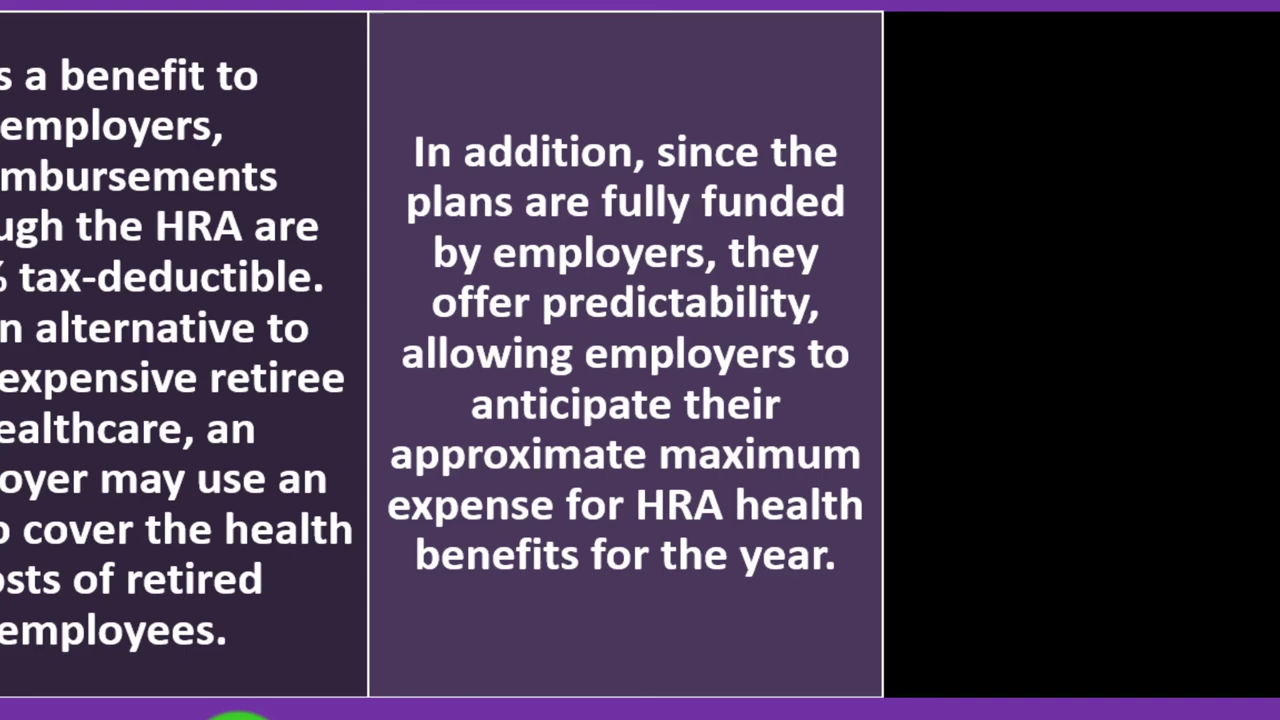 s a benefit to
employers,
mbursements
ugh the HRA are
% tax-deductible.
n alternative to
expensive retiree
ealthcare, an
oyer may use an
o cover the health
osts of retired
employees.
In addition, since the
plans are fully funded
by employers, they
offer predictability,
allowing employers to
anticipate their
approximate maximum
expense for HRA health
benefits for the year.